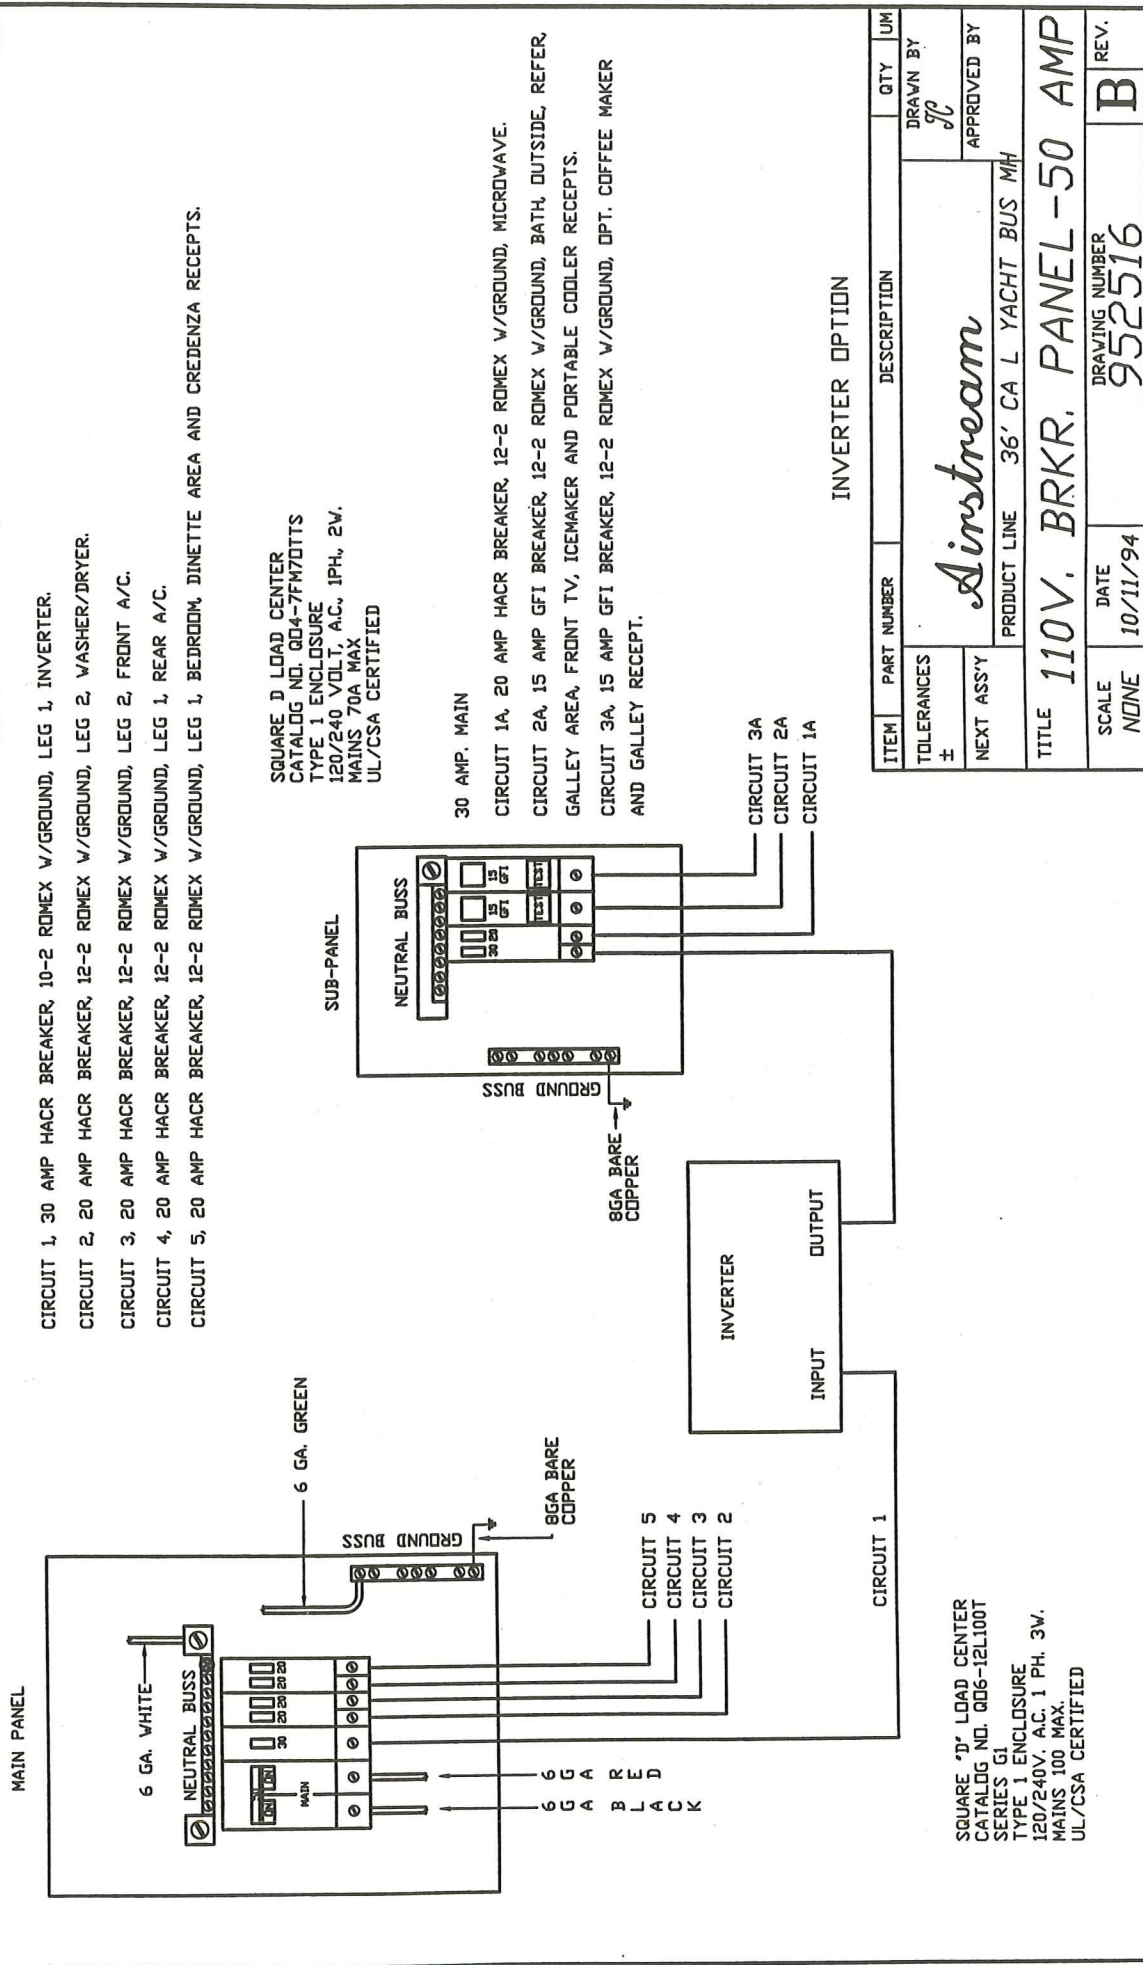 MAIN PANEL
6 GA. WHITE
NEUTRAL BUSS
ON
ON
MAIN
30
20
20
20
20
6 GA. GREEN
GROUND BUSS
8GA BARE
COPPER
6GA RED
6GA BLACK
CIRCUIT 5
CIRCUIT 4
CIRCUIT 3
CIRCUIT 2
CIRCUIT 1
SQUARE "D" LOAD CENTER
CATALOG NO. QO6-12L100T
SERIES G1
TYPE 1 ENCLOSURE
120/240V. A.C. 1 PH. 3W.
MAINS 100 MAX.
UL/CSA CERTIFIED
CIRCUIT 1, 30 AMP HACR BREAKER, 10-2 ROMEX W/GROUND, LEG 1, INVERTER.
CIRCUIT 2, 20 AMP HACR BREAKER, 12-2 ROMEX W/GROUND, LEG 2, WASHER/DRYER.
CIRCUIT 3, 20 AMP HACR BREAKER, 12-2 ROMEX W/GROUND, LEG 2, FRONT A/C.
CIRCUIT 4, 20 AMP HACR BREAKER, 12-2 ROMEX W/GROUND, LEG 1, REAR A/C.
CIRCUIT 5, 20 AMP HACR BREAKER, 12-2 ROMEX W/GROUND, LEG 1, BEDROOM, DINETTE AREA AND CREDENZA RECEPTS.
SQUARE D LOAD CENTER
CATALOG NO. QO4-7FM70TTS
TYPE 1 ENCLOSURE
120/240 VOLT, A.C., 1PH., 2W.
MAINS 70A MAX
UL/CSA CERTIFIED
SUB-PANEL
NEUTRAL BUSS
30
20
15
GFI
15
GFI
TEST
TEST
GROUND BUSS
8GA BARE
COPPER
INVERTER
INPUT
OUTPUT
30 AMP. MAIN
CIRCUIT 1A, 20 AMP HACR BREAKER, 12-2 ROMEX W/GROUND, MICROWAVE.
CIRCUIT 2A, 15 AMP GFI BREAKER, 12-2 ROMEX W/GROUND, BATH, OUTSIDE, REFER,
GALLEY AREA, FRONT TV, ICEMAKER AND PORTABLE COOLER RECEPTS.
CIRCUIT 3A, 15 AMP GFI BREAKER, 12-2 ROMEX W/GROUND, OPT. COFFEE MAKER
AND GALLEY RECEPT.
CIRCUIT 3A
CIRCUIT 2A
CIRCUIT 1A
INVERTER OPTION
ITEM PART NUMBER DESCRIPTION QTY UM
TOLERANCES
±
NEXT ASS'Y
Airstream
DRAWN BY
APPROVED BY
PRODUCT LINE 36' CA L YACHT BUS MH
TITLE 110V. BRKR. PANEL-50 AMP
SCALE
NONE
DATE
10/11/94
DRAWING NUMBER
952516
B
REV.